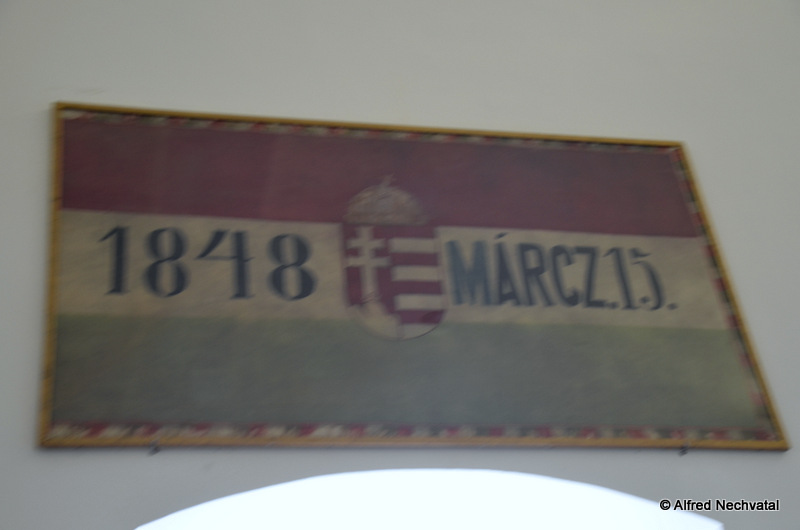 1848 MÁRCZ.15.
© Alfred Nechvatal